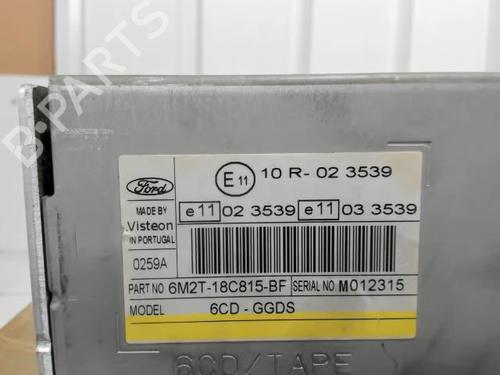 B-PARTS
Ford
E 11 10 R- 02 3539
MADE BY
Visteon
IN PORTUGAL
e11 02 3539 e11 03 3539
0259A
PART NO 6M2T-18C815-BF SERIAL NO. M012315
MODEL 6CD - GGDS
6CD/TAPE